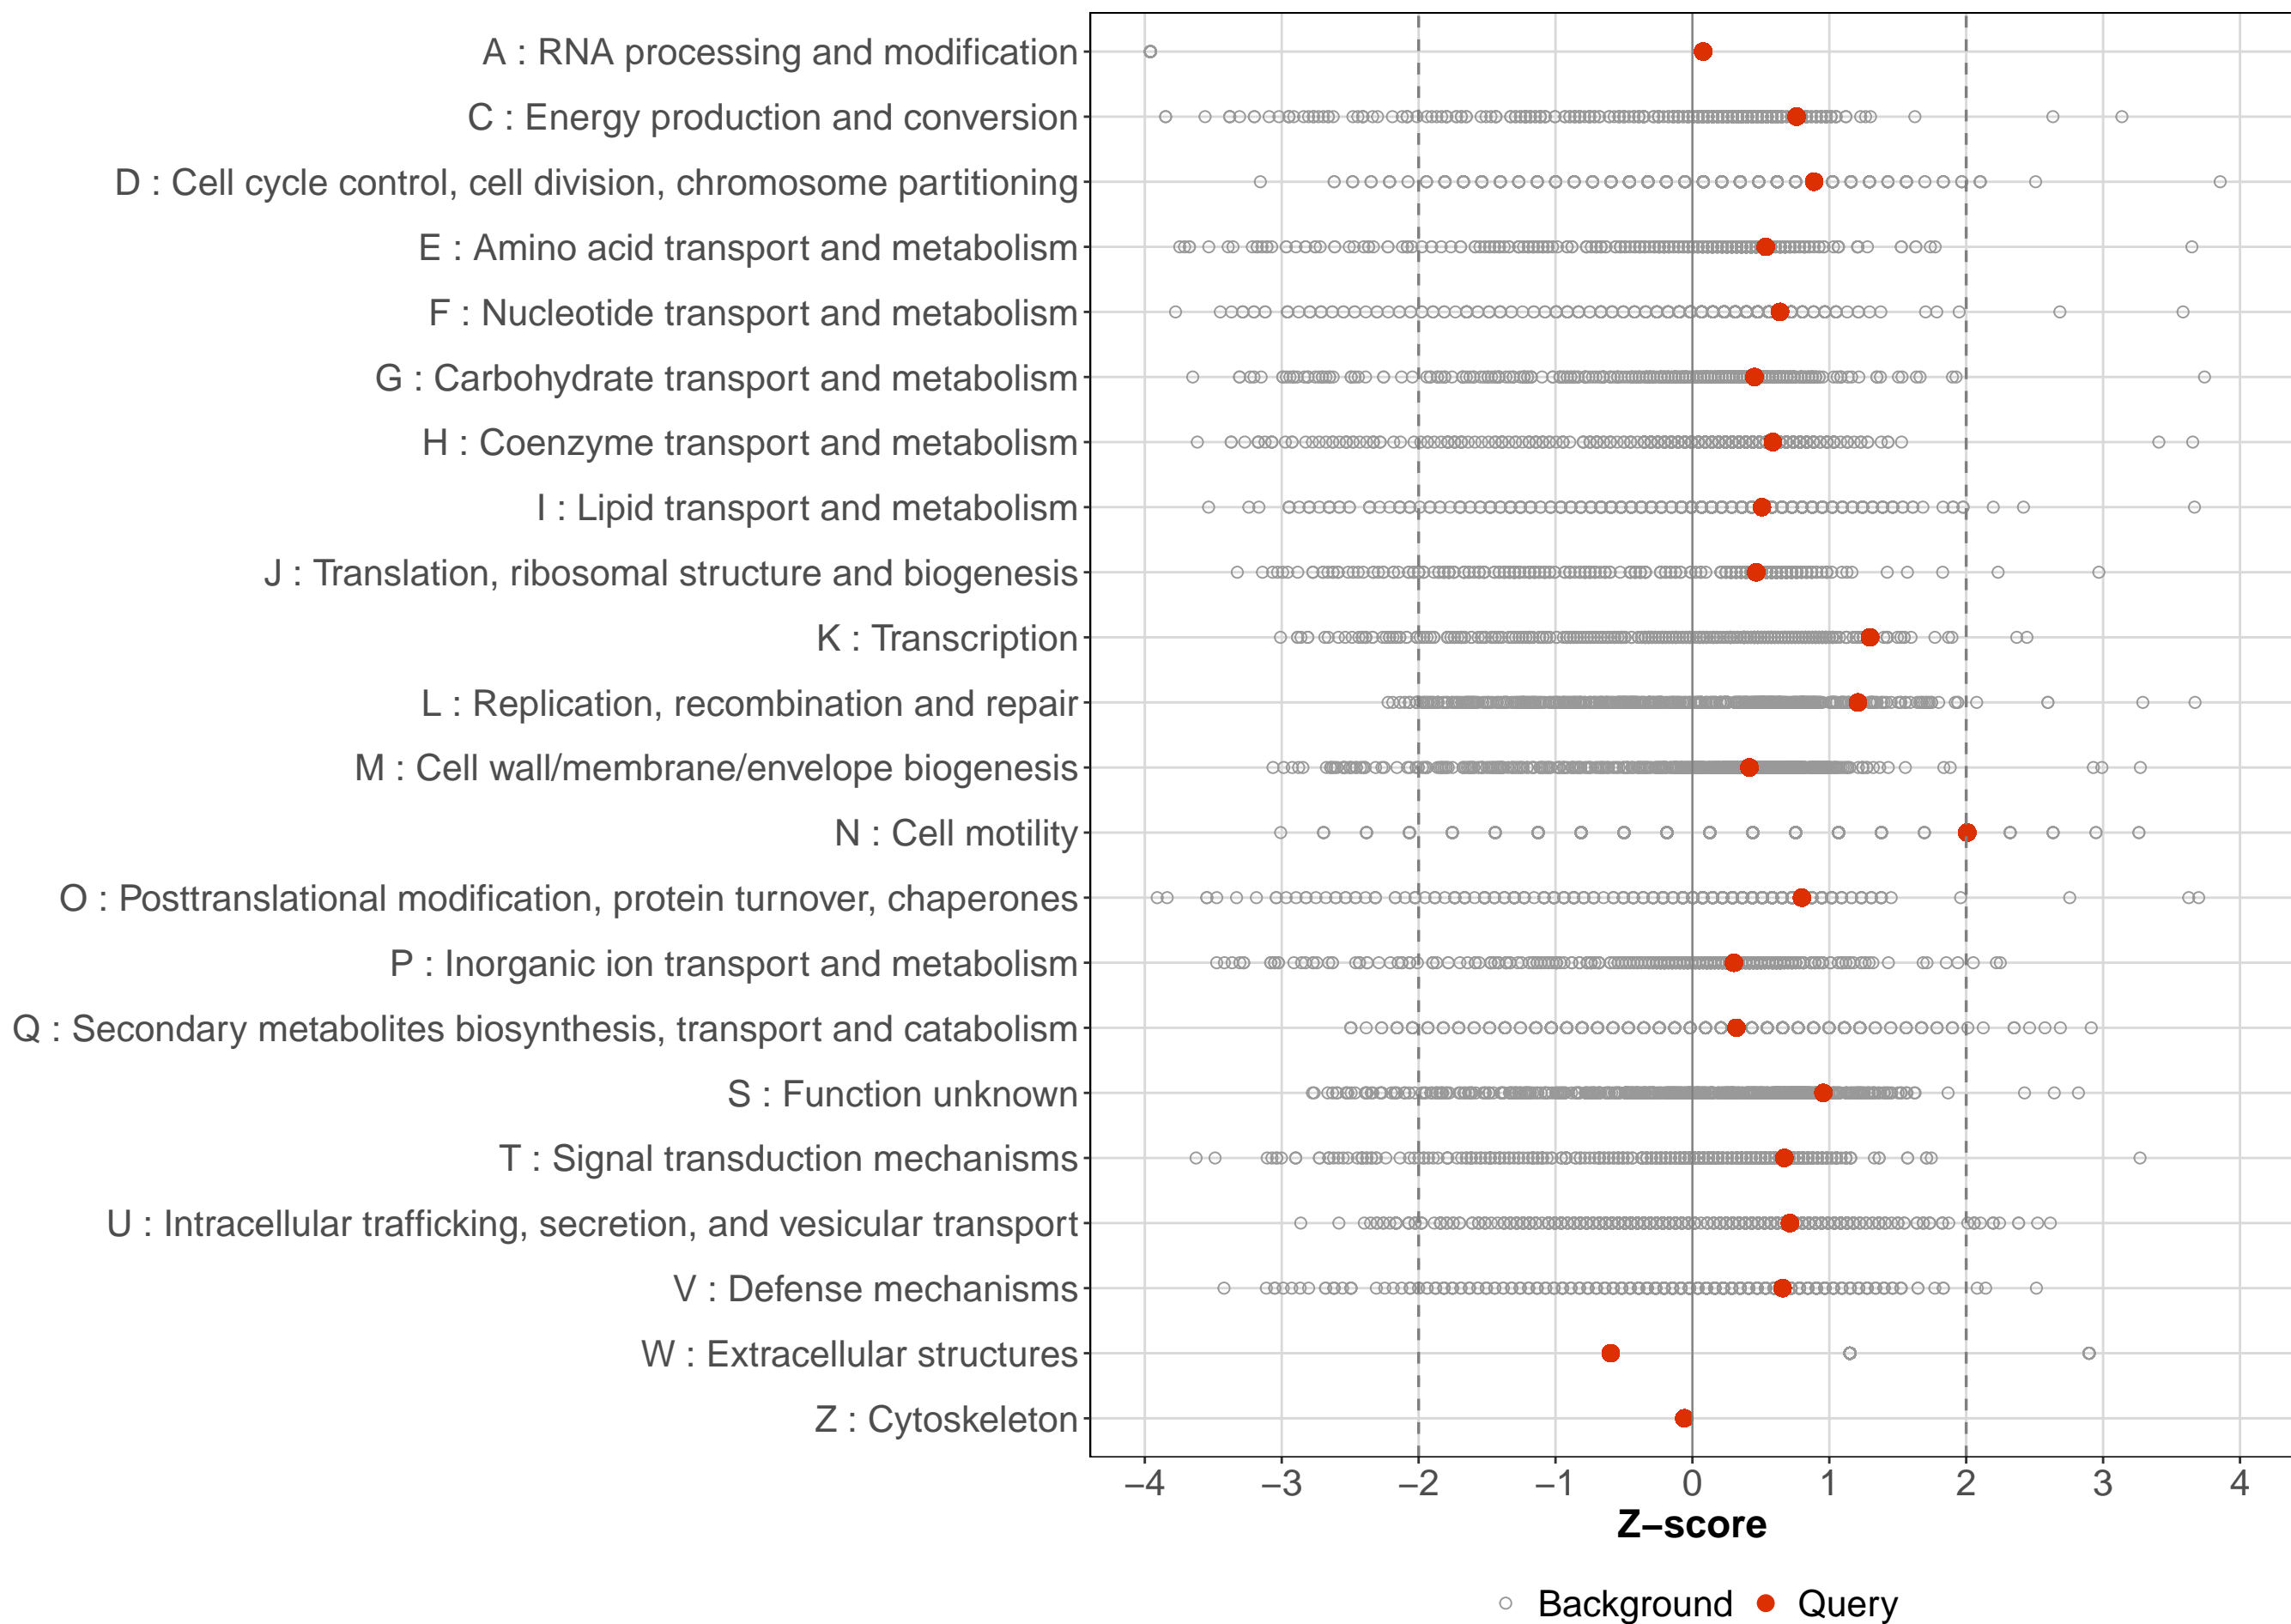 A : RNA processing and modification
C : Energy production and conversion
D : Cell cycle control, cell division, chromosome partitioning
E : Amino acid transport and metabolism
F : Nucleotide transport and metabolism
G : Carbohydrate transport and metabolism
H : Coenzyme transport and metabolism
I : Lipid transport and metabolism
J : Translation, ribosomal structure and biogenesis
K : Transcription
L : Replication, recombination and repair
M : Cell wall/membrane/envelope biogenesis
N : Cell motility
O : Posttranslational modification, protein turnover, chaperones
P : Inorganic ion transport and metabolism
Q : Secondary metabolites biosynthesis, transport and catabolism
S : Function unknown
T : Signal transduction mechanisms
U : Intracellular trafficking, secretion, and vesicular transport
V : Defense mechanisms
W : Extracellular structures
Z : Cytoskeleton
−4 −3 −2 −1 0 1 2 3 4
Z−score
Background Query